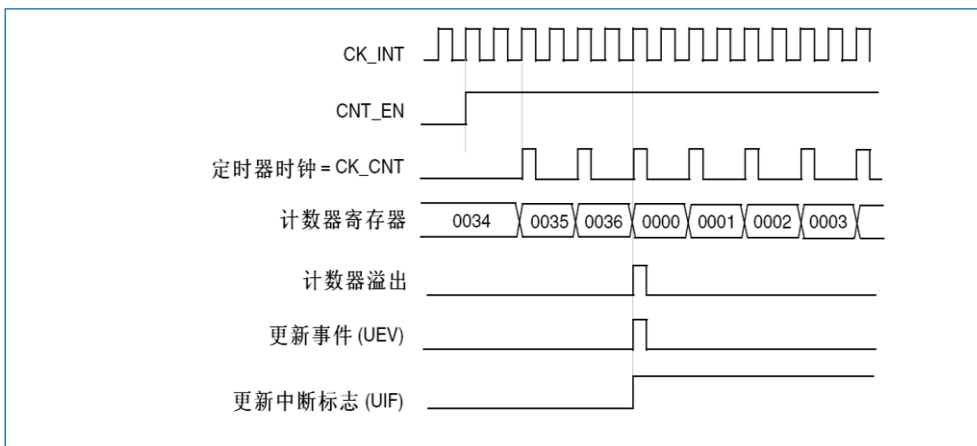 CK_INT
CNT_EN
定时器时钟 = CK_CNT
计数器寄存器 0034 0035 0036 0000 0001 0002 0003
计数器溢出
更新事件 (UEV)
更新中断标志 (UIF)